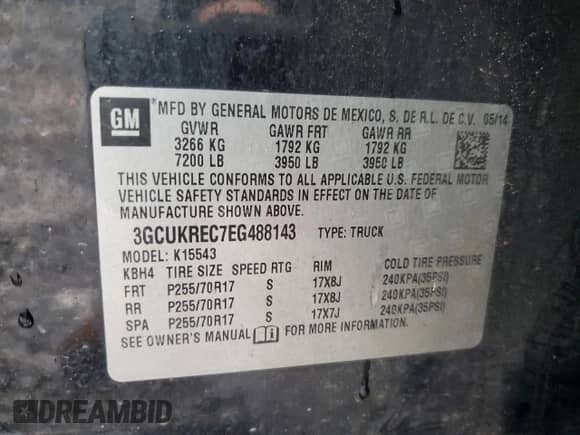 GM
MFD BY GENERAL MOTORS DE MEXICO, S. DE R.L. DE C.V. 05/14
GVWR GAWR FRT GAWR RR
3266 KG 1792 KG 1792 KG
7200 LB 3950 LB 3950 LB
THIS VEHICLE CONFORMS TO ALL APPLICABLE U.S. FEDERAL MOTOR
VEHICLE SAFETY STANDARDS IN EFFECT ON THE DATE OF
MANUFACTURE SHOWN ABOVE.
3GCUKREC7EG488143 TYPE: TRUCK
MODEL: K15543
KBH4 TIRE SIZE SPEED RTG RIM COLD TIRE PRESSURE
FRT P255/70R17 S 17X8J 240KPA(35PSI)
RR P255/70R17 S 17X8J 240KPA(35PSI)
SPA P255/70R17 S 17X7J 240KPA(35PSI)
SEE OWNER'S MANUAL FOR MORE INFORMATION.
DREAMBID